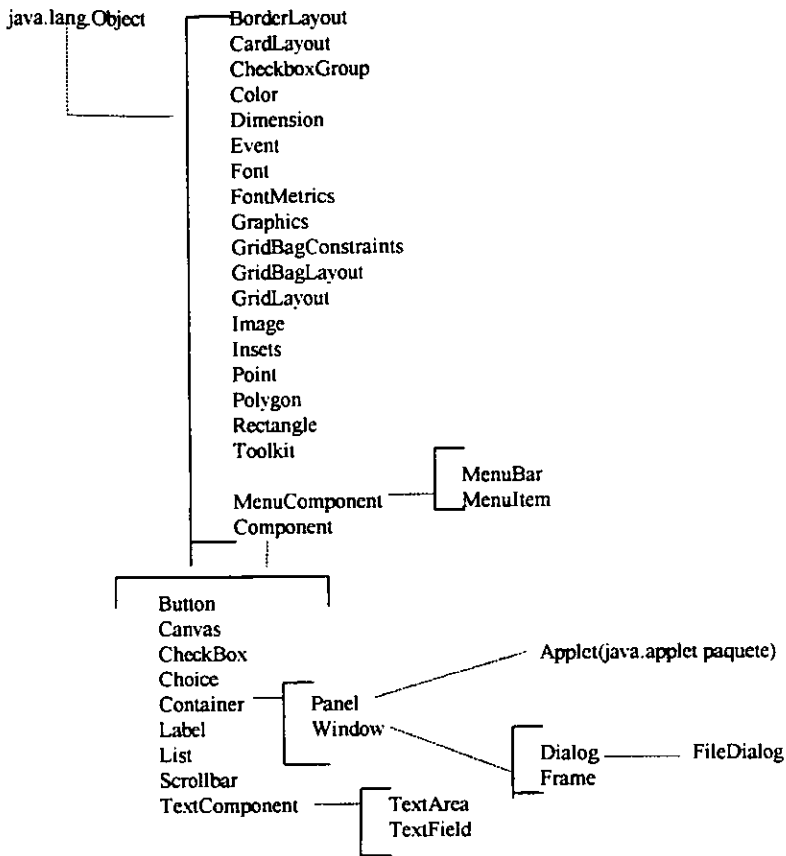 java.lang.Object
BorderLayout
CardLayout
CheckboxGroup
Color
Dimension
Event
Font
FontMetrics
Graphics
GridBagConstraints
GridBagLayout
GridLayout
Image
Insets
Point
Polygon
Rectangle
Toolkit
MenuComponent
MenuBar
MenuItem
Component
Button
Canvas
CheckBox
Choice
Container
Label
List
Scrollbar
TextComponent
Panel
Window
Applet(java.applet paquete)
Dialog
Frame
FileDialog
TextArea
TextField